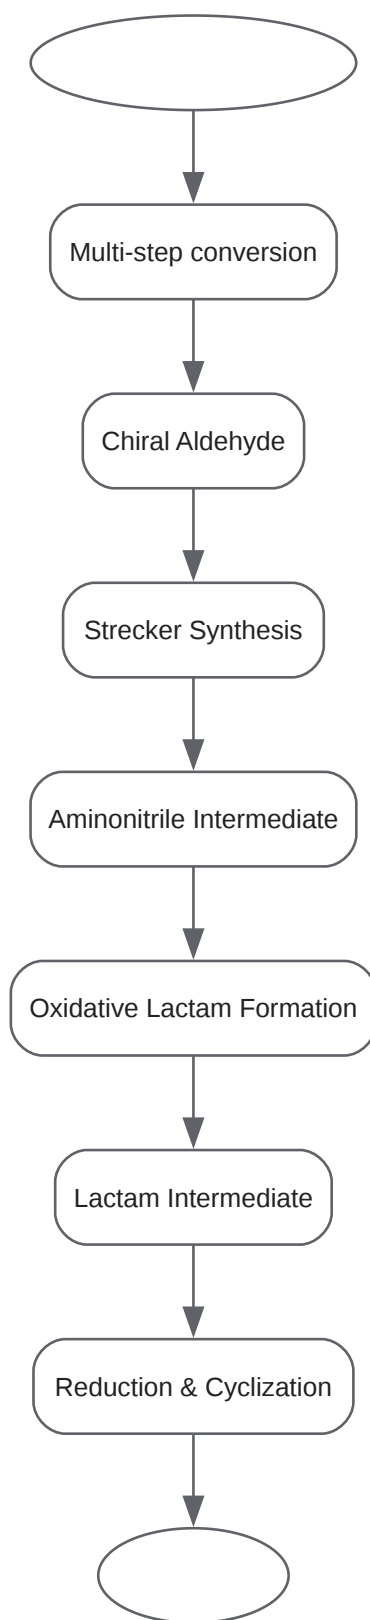 Multi-step conversion
Chiral Aldehyde
Strecker Synthesis
Aminonitrile Intermediate
Oxidative Lactam Formation
Lactam Intermediate
Reduction & Cyclization